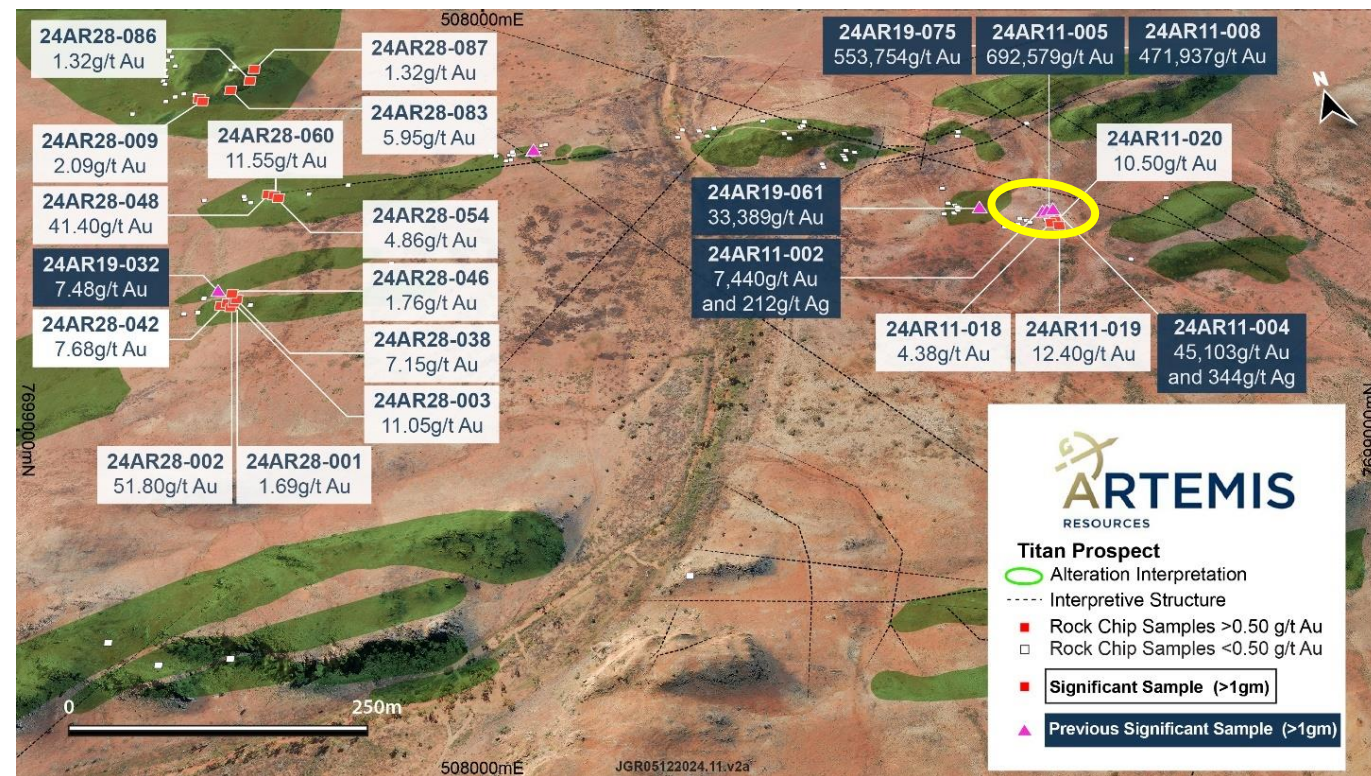 508000mE
24AR28-086
1.32g/t Au
24AR28-087
1.32g/t Au
24AR19-075
553,754g/t Au
24AR11-005
692,579g/t Au
24AR11-008
471,937g/t Au
N
24AR28-083
5.95g/t Au
24AR28-009
2.09g/t Au
24AR28-060
11.55g/t Au
24AR11-020
10.50g/t Au
24AR28-048
41.40g/t Au
24AR28-054
4.86g/t Au
24AR19-061
33,389g/t Au
24AR19-032
7.48g/t Au
24AR28-046
1.76g/t Au
24AR11-002
7,440g/t Au
and 212g/t Ag
24AR28-042
7.68g/t Au
24AR28-038
7.15g/t Au
24AR11-018
4.38g/t Au
24AR11-019
12.40g/t Au
24AR11-004
45,103g/t Au
and 344g/t Ag
24AR28-003
11.05g/t Au
7699000mN
24AR28-002
51.80g/t Au
24AR28-001
1.69g/t Au
ARTEMIS
RESOURCES
Titan Prospect
Alteration Interpretation
Interpretive Structure
Rock Chip Samples >0.50 g/t Au
Rock Chip Samples <0.50 g/t Au
Significant Sample (>1gm)
Previous Significant Sample (>1gm)
0
250m
508000mE
JGR05122024.11.v2a